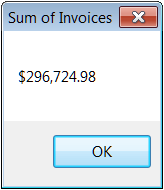 Sum of Invoices
$296,724.98
OK